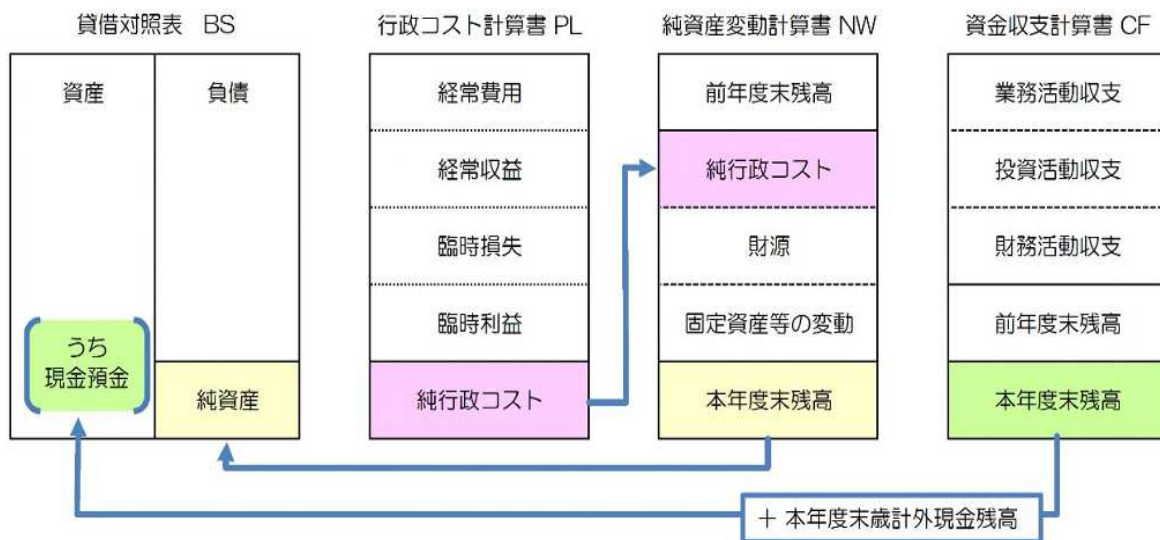 貸借対照表 BS
資産
負債
うち
現金預金
純資産
行政コスト計算書 PL
経常費用
経常収益
臨時損失
臨時利益
純行政コスト
純資産変動計算書 NW
前年度末残高
純行政コスト
財源
固定資産等の変動
本年度末残高
資金収支計算書 CF
業務活動収支
投資活動収支
財務活動収支
前年度末残高
本年度末残高
＋ 本年度末歳計外現金残高